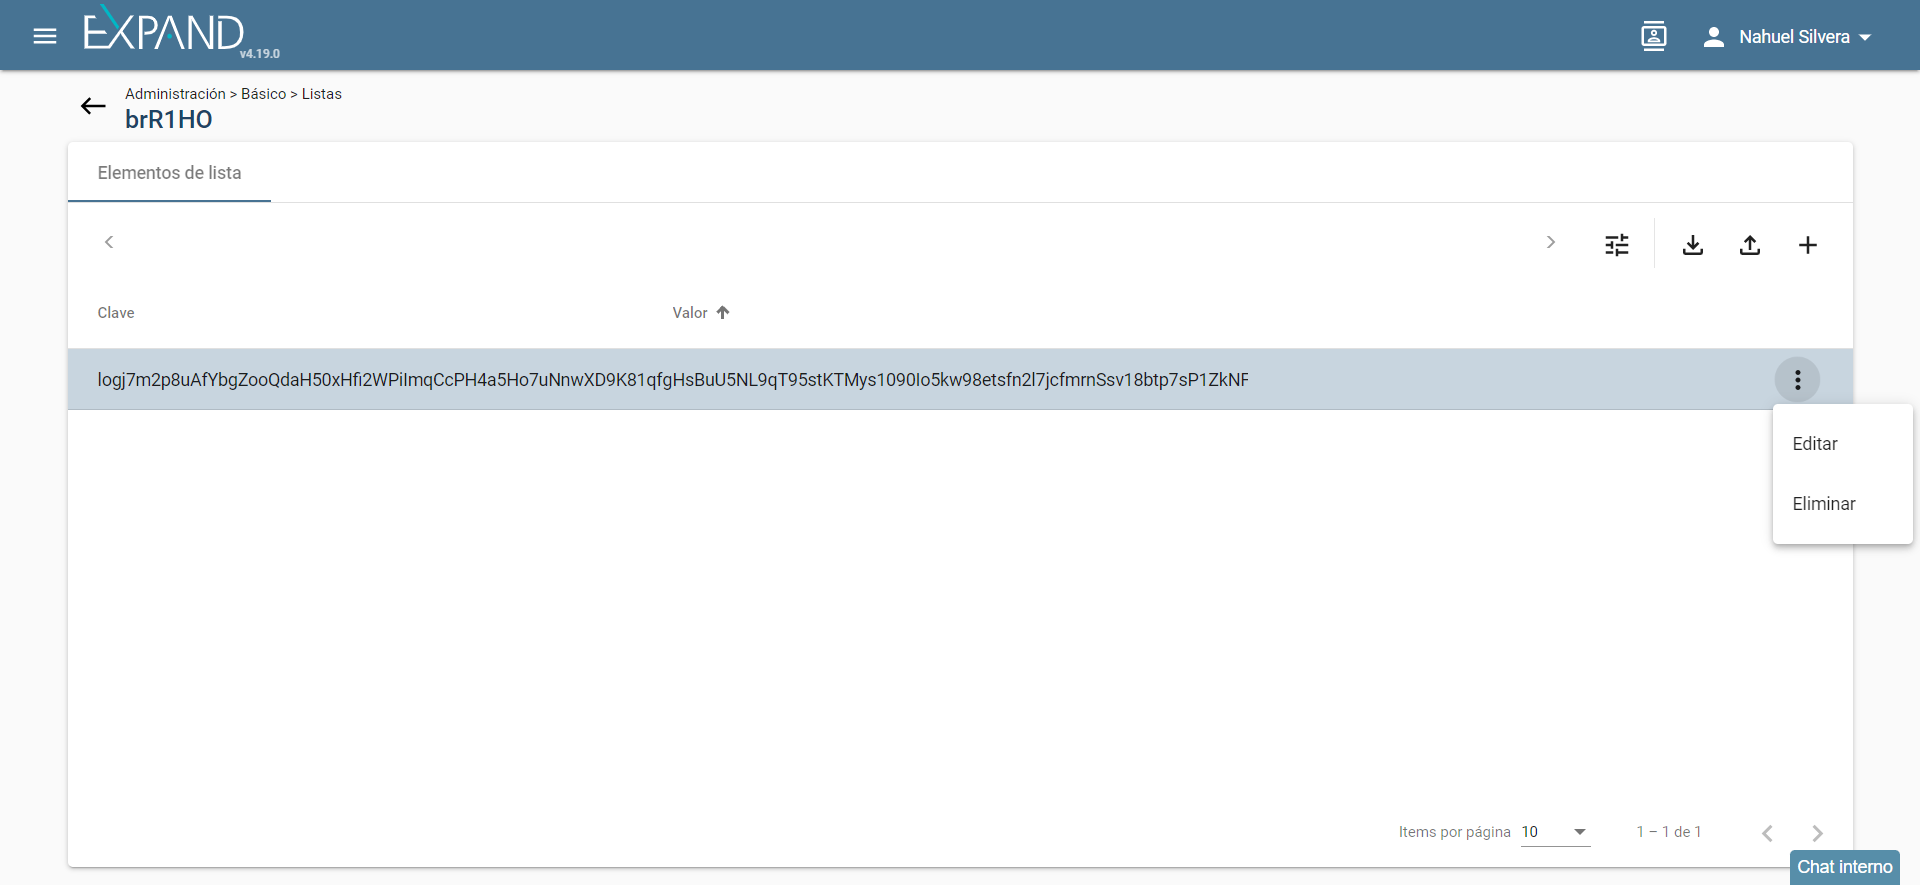 EXPAND
v4.19.0
Nahuel Silvera
Administración > Básico > Listas
brR1HO
Elementos de lista
Clave
Valor
logj7m2p8uAfYbgZooQdaH50xHfi2WPiImqCcPH4a5Ho7uNnwXD9K81qfgHsBuU5NL9qT95stKTMys1090Io5kw98etsfn2l7jcfmrnSsv18btp7sP1ZkNF
Editar
Eliminar
Items por página
10
1 – 1 de 1
Chat interno